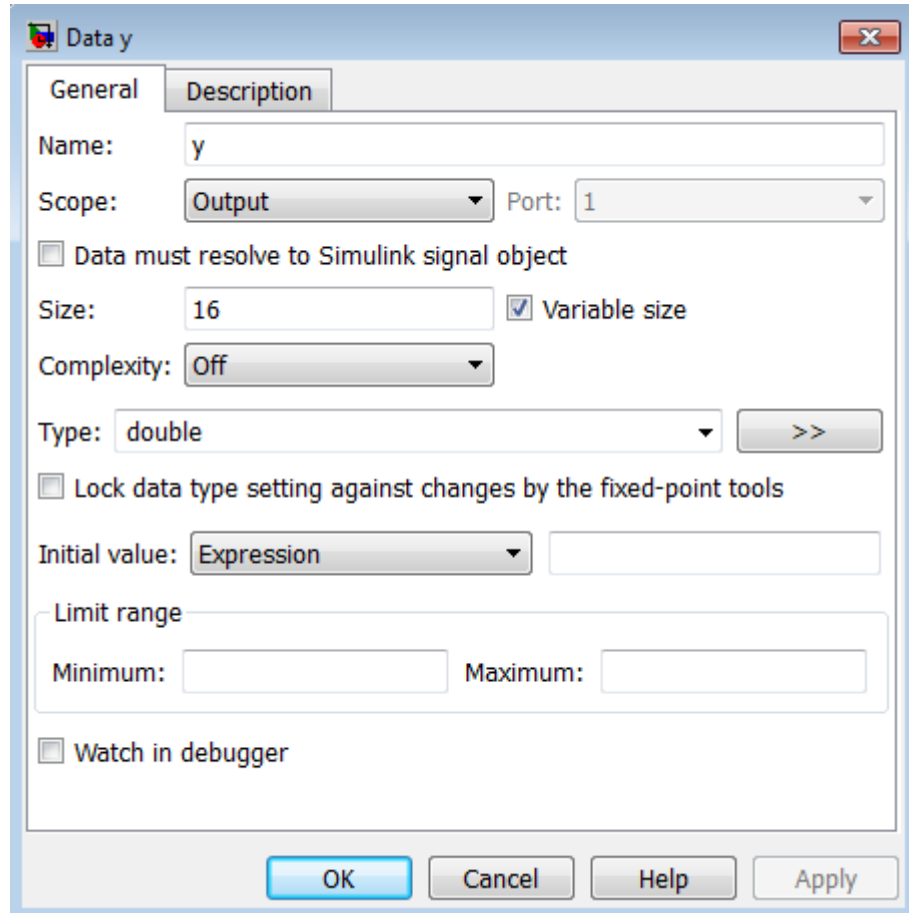 Data y
General Description
Name: y
Scope: Output Port: 1
Data must resolve to Simulink signal object
Size: 16 Variable size
Complexity: Off
Type: double >>
Lock data type setting against changes by the fixed-point tools
Initial value: Expression
Limit range
Minimum: Maximum:
Watch in debugger
OK Cancel Help Apply